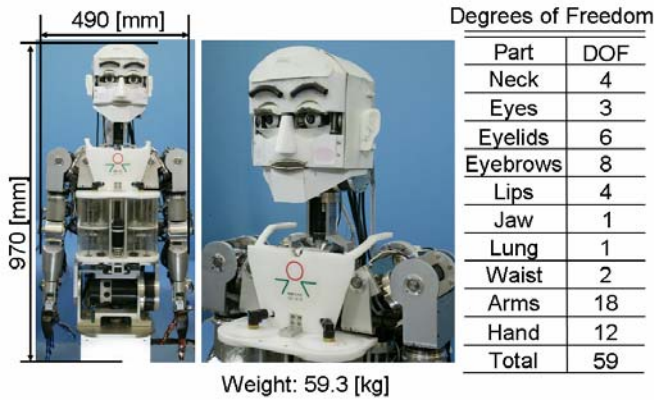 490 [mm]
970 [mm]
Weight: 59.3 [kg]
Degrees of Freedom
Part DOF
Neck 4
Eyes 3
Eyelids 6
Eyebrows 8
Lips 4
Jaw 1
Lung 1
Waist 2
Arms 18
Hand 12
Total 59